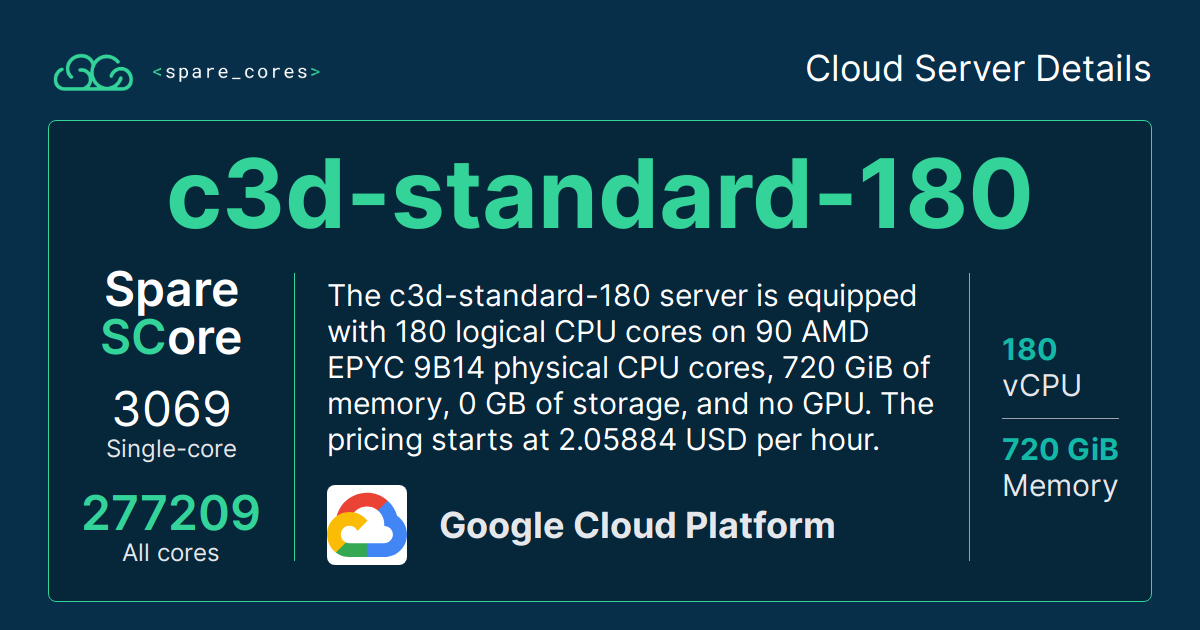 <spare_cores>
Cloud Server Details
c3d-standard-180
Spare
SCore
3069
Single-core
277209
All cores
The c3d-standard-180 server is equipped
with 180 logical CPU cores on 90 AMD
EPYC 9B14 physical CPU cores, 720 GiB of
memory, 0 GB of storage, and no GPU. The
pricing starts at 2.05884 USD per hour.
Google Cloud Platform
180
vCPU
720 GiB
Memory